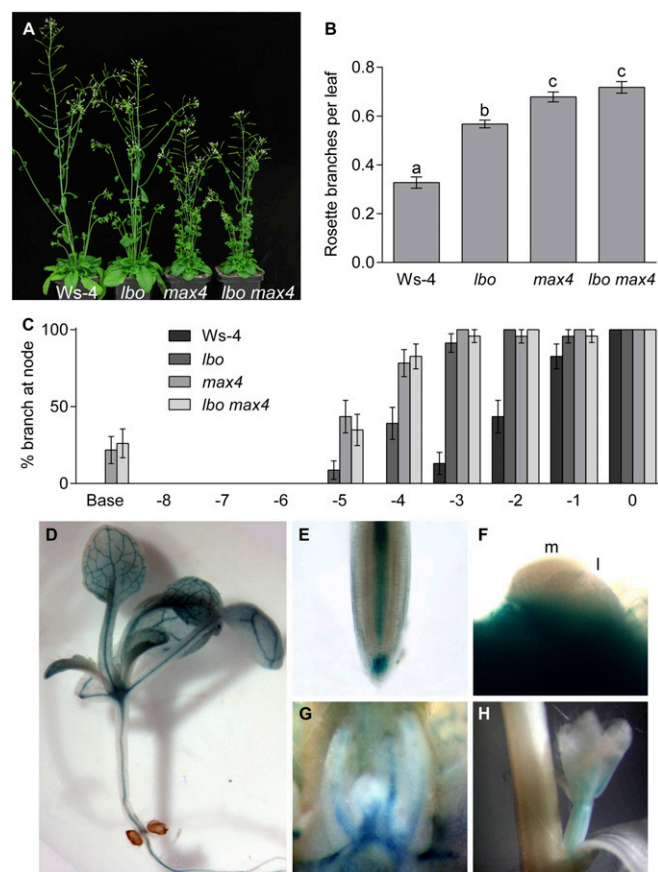 A
Ws-4 lbo max4 lbo max4
B
Rosette branches per leaf
0.8
0.6
0.4
0.2
0.0
a
b
c
c
Ws-4 lbo max4 lbo max4
C
% branch at node
100
50
0
Ws-4
lbo
max4
lbo max4
Base -8 -7 -6 -5 -4 -3 -2 -1 0
D
E
F
m
l
G
H